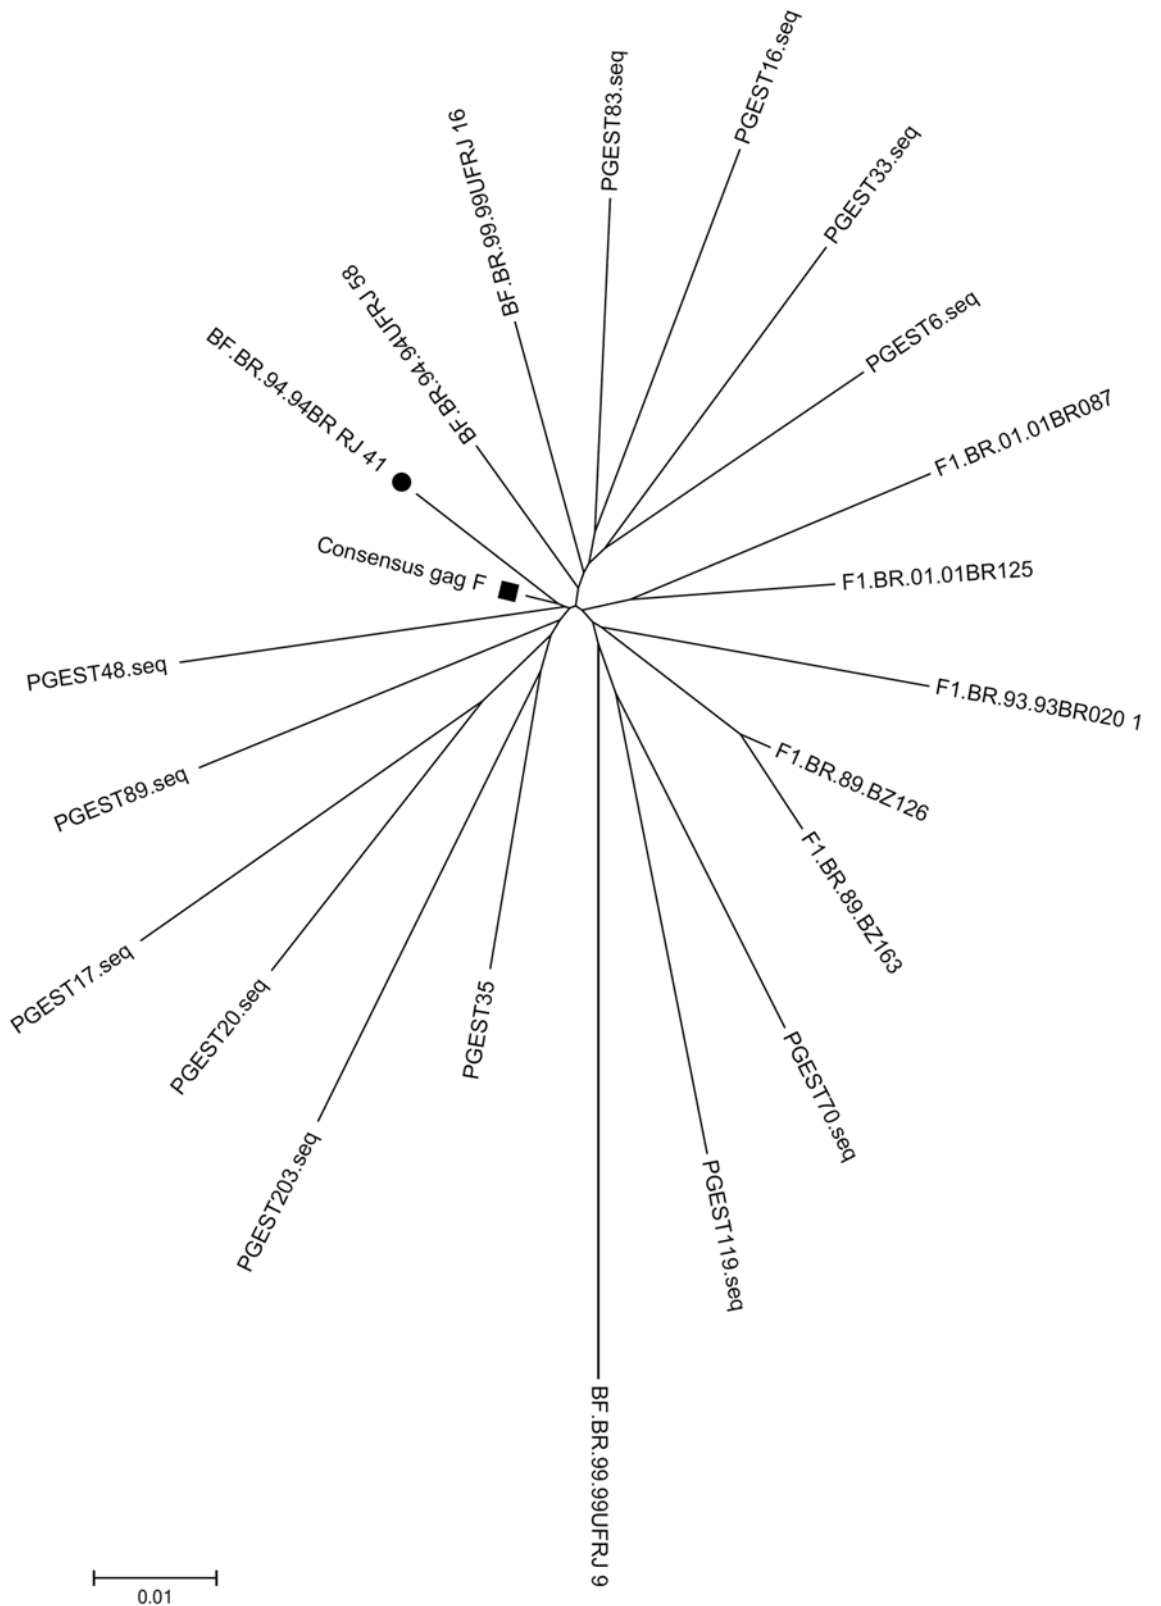 PGEST83.seq
PGEST16.seq
PGEST33.seq
PGEST6.seq
F1.BR.01.01BR087
F1.BR.01.01BR125
F1.BR.93.93BR020 1
F1.BR.89.BZ126
F1.BR.89.BZ163
PGEST70.seq
PGEST119.seq
BF.BR.99.99UFRJ 9
PGEST35
PGEST203.seq
PGEST20.seq
PGEST17.seq
PGEST89.seq
PGEST48.seq
Consensus gag F
BF.BR.94.94BR RJ 41
BF.BR.94.94UFRJ 58
BF.BR.99.99UFRJ 16
0.01